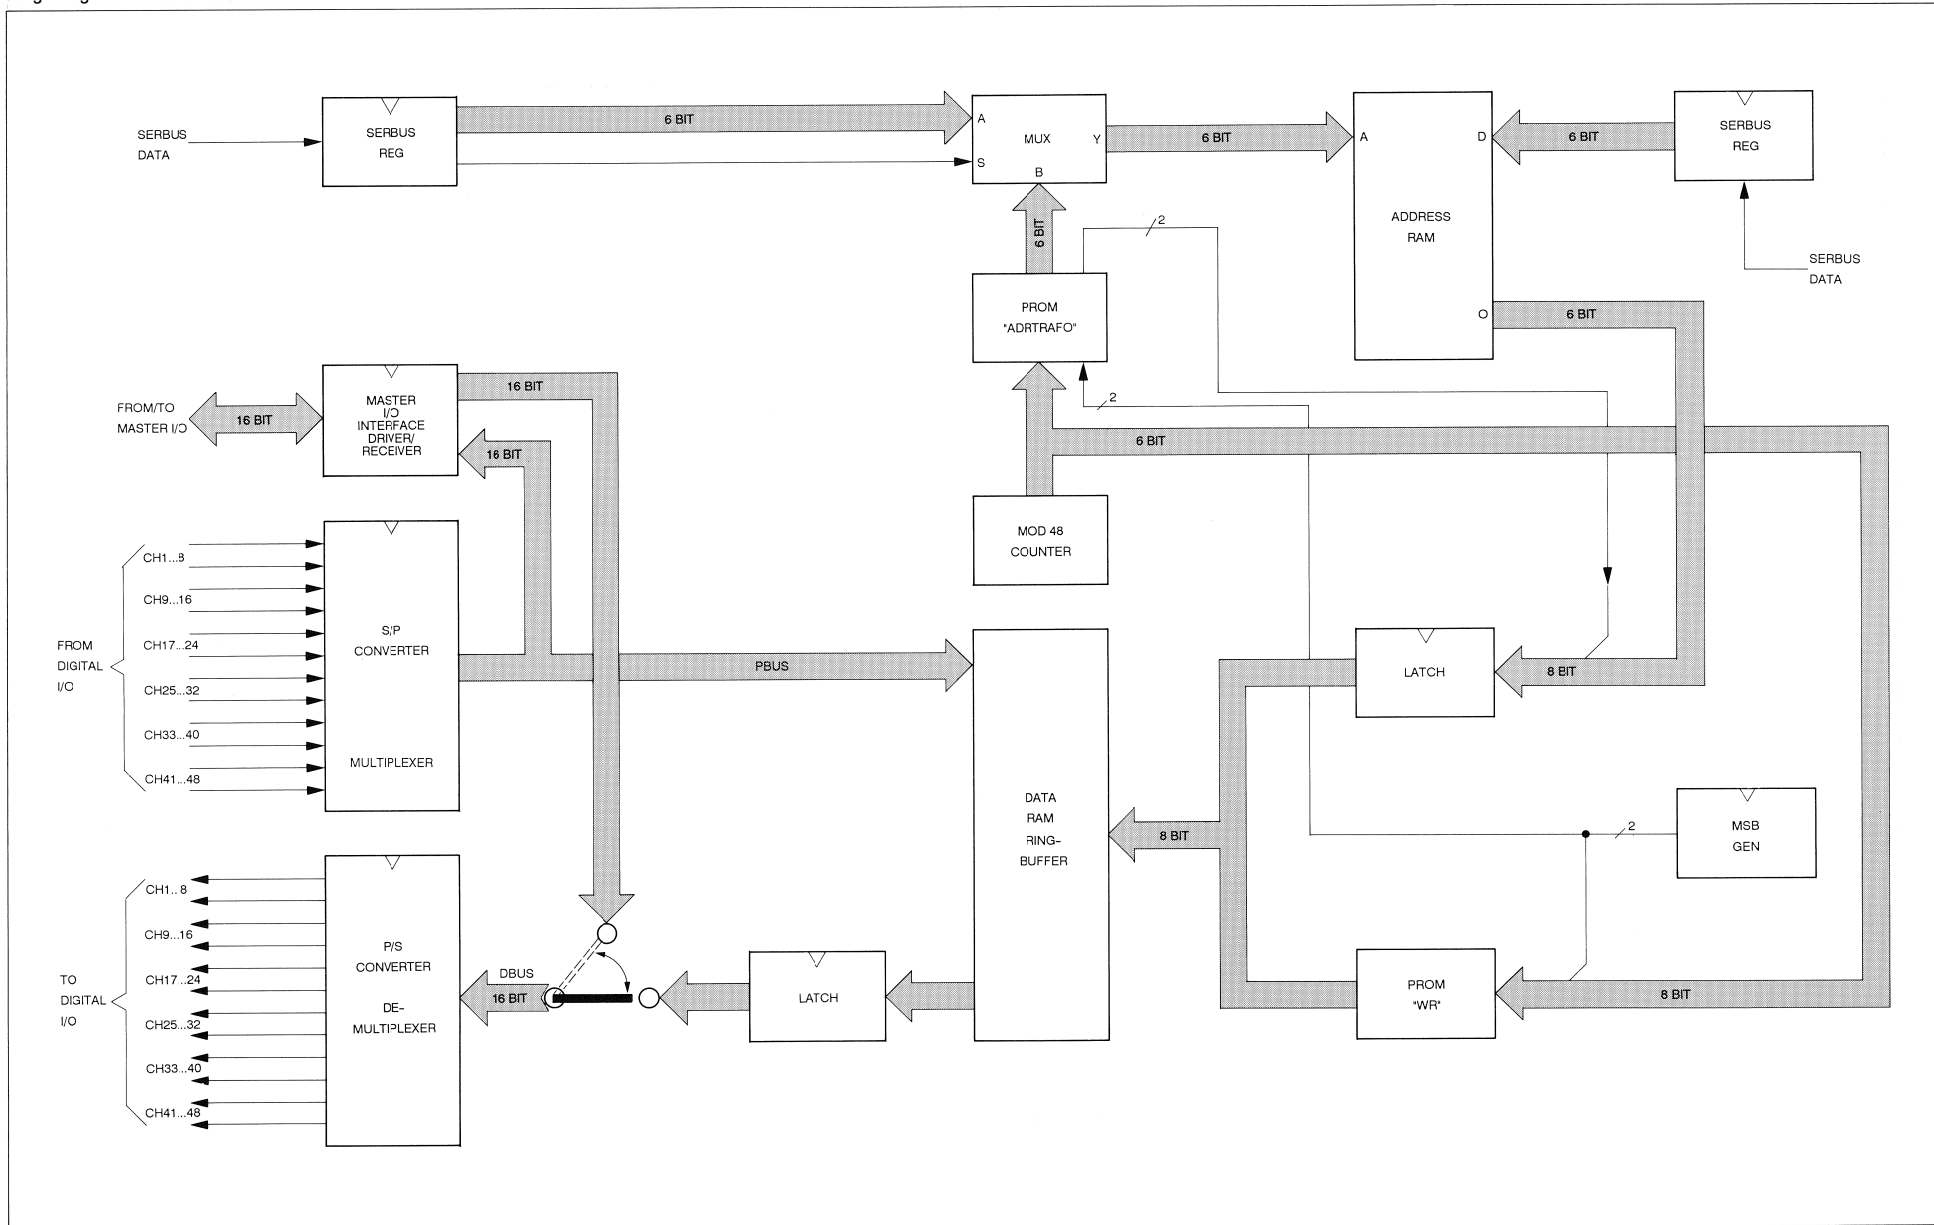 SERBUS
DATA
SERBUS
REG
6 BIT
A
S
MUX
B
Y
6 BIT
A
D
O
ADDRESS
RAM
6 BIT
SERBUS
REG
SERBUS
DATA
6 BIT
2
PROM
"ADRTRAFO"
2
6 BIT
6 BIT
MOD 48
COUNTER
FROM/TO
MASTER I/O
16 BIT
MASTER
I/O
INTERFACE
DRIVER/
RECEIVER
16 BIT
16 BIT
FROM
DIGITAL
I/O
CH1...8
CH9...16
CH17...24
CH25...32
CH33...40
CH41...48
S/P
CONVERTER
MULTIPLEXER
PBUS
DATA
RAM
RING-
BUFFER
LATCH
8 BIT
8 BIT
2
MSB
GEN
PROM
"WR"
8 BIT
TO
DIGITAL
I/O
CH1..8
CH9...16
CH17...24
CH25...32
CH33...40
CH41...48
P/S
CONVERTER
DE-
MULTIPLEXER
DBUS
16 BIT
LATCH